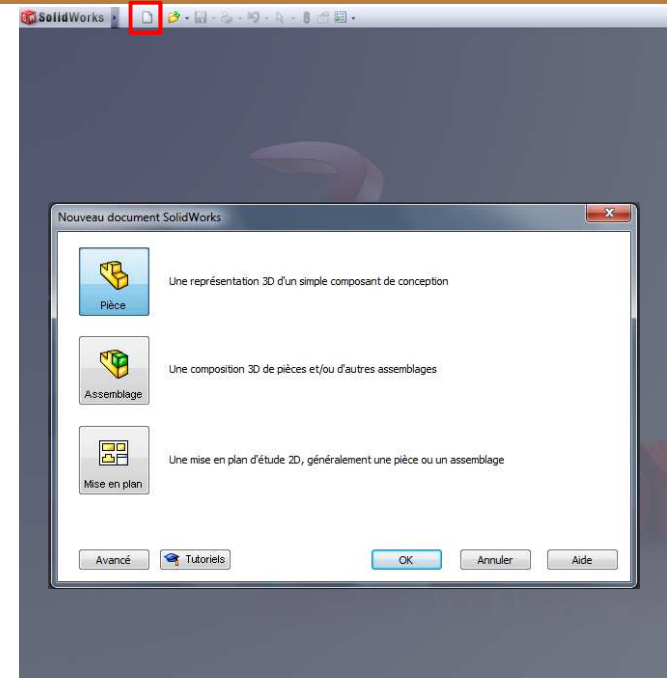 SolidWorks
Nouveau document SolidWorks
Pièce
Une représentation 3D d'un simple composant de conception
Assemblage
Une composition 3D de pièces et/ou d'autres assemblages
Mise en plan
Une mise en plan d'étude 2D, généralement une pièce ou un assemblage
Avancé
Tutoriels
OK
Annuler
Aide